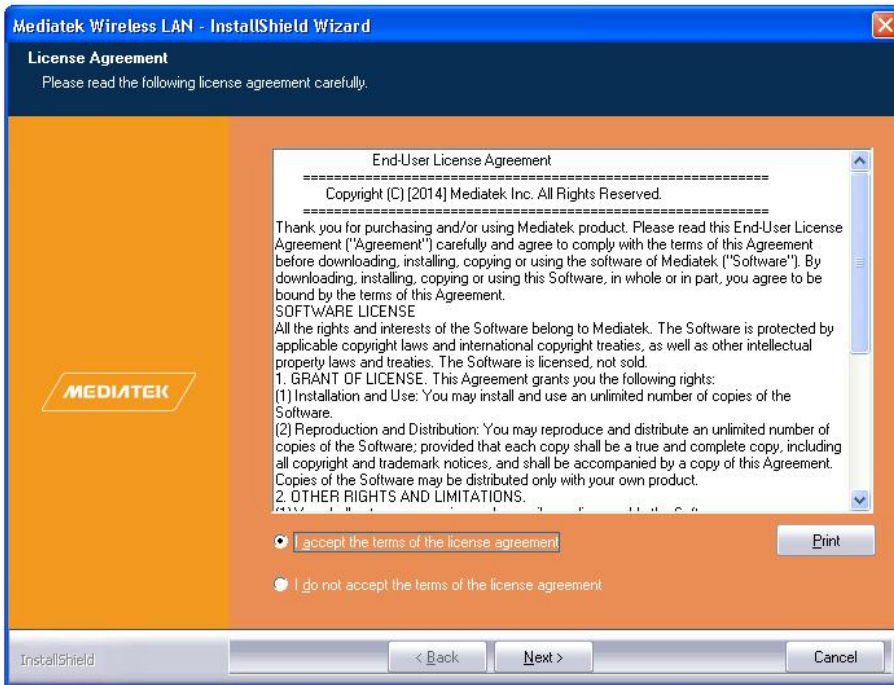 Mediatek Wireless LAN - InstallShield Wizard
License Agreement
Please read the following license agreement carefully.
End-User License Agreement
============================================================
Copyright (C) [2014] Mediatek Inc. All Rights Reserved.
============================================================
Thank you for purchasing and/or using Mediatek product. Please read this End-User License
Agreement ("Agreement") carefully and agree to comply with the terms of this Agreement
before downloading, installing, copying or using the software of Mediatek ("Software"). By
downloading, installing, copying or using this Software, in whole or in part, you agree to be
bound by the terms of this Agreement.
SOFTWARE LICENSE
All the rights and interests of the Software belong to Mediatek. The Software is protected by
applicable copyright laws and international copyright treaties, as well as other intellectual
property laws and treaties. The Software is licensed, not sold.
1. GRANT OF LICENSE. This Agreement grants you the following rights:
(1) Installation and Use: You may install and use an unlimited number of copies of the
Software.
(2) Reproduction and Distribution: You may reproduce and distribute an unlimited number of
copies of the Software; provided that each copy shall be a true and complete copy, including
all copyright and trademark notices, and shall be accompanied by a copy of this Agreement.
Copies of the Software may be distributed only with your own product.
2. OTHER RIGHTS AND LIMITATIONS.
MEDIATEK
I accept the terms of the license agreement
Print
I do not accept the terms of the license agreement
InstallShield
< Back
Next >
Cancel